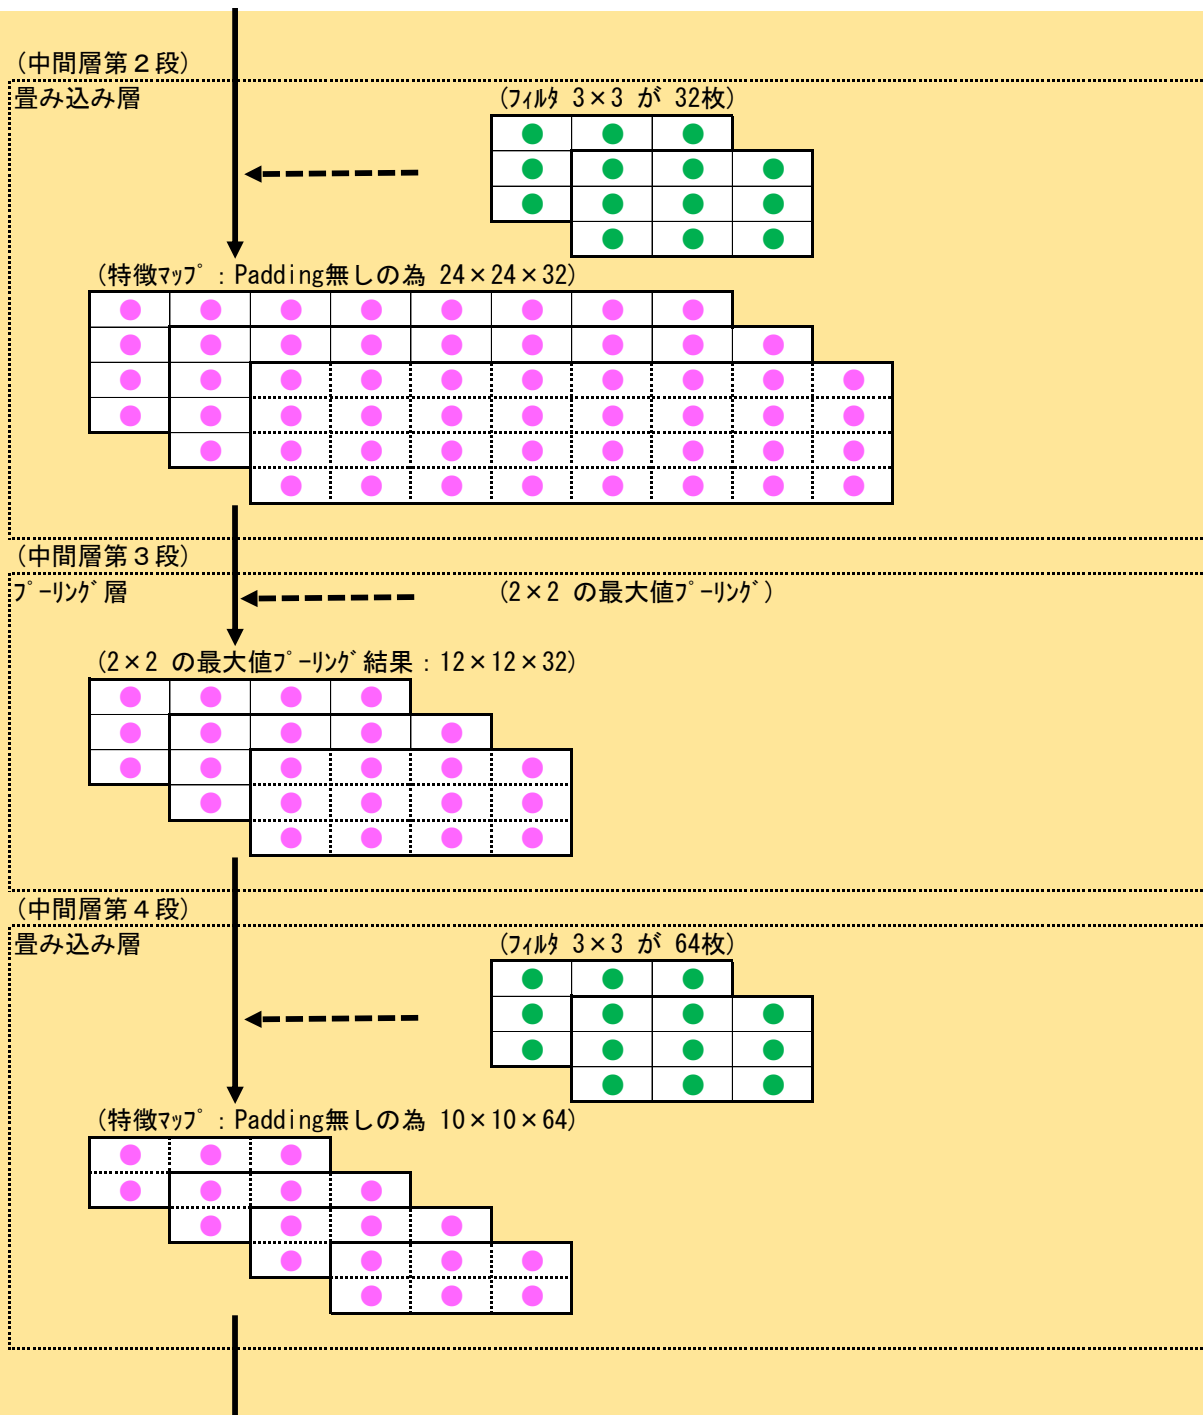 (中間層第２段)
畳み込み層
(ﾌｨﾙﾀ 3×3 が 32枚)
(特徴ﾏｯﾌﾟ：Padding無しの為 24×24×32)
(中間層第３段)
ﾌﾟｰﾘﾝｸﾞ層
(2×2 の最大値ﾌﾟｰﾘﾝｸﾞ)
(2×2 の最大値ﾌﾟｰﾘﾝｸﾞ結果：12×12×32)
(中間層第４段)
畳み込み層
(ﾌｨﾙﾀ 3×3 が 64枚)
(特徴ﾏｯﾌﾟ：Padding無しの為 10×10×64)